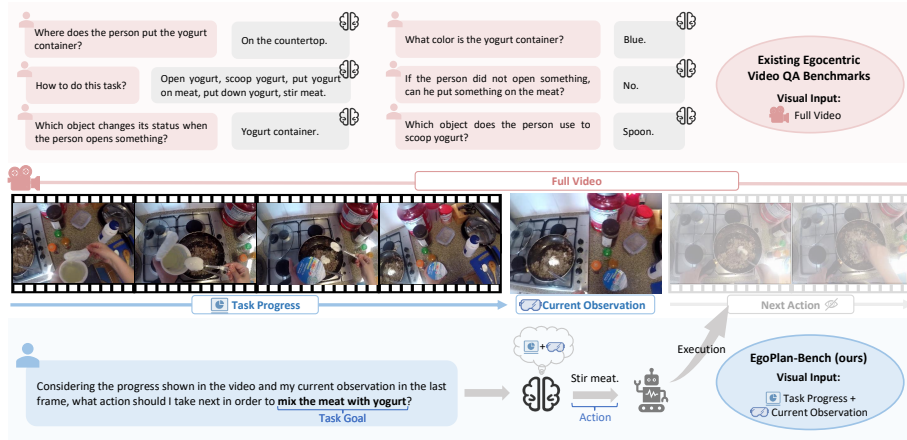 Where does the person put the yogurt
container?
On the countertop.
What color is the yogurt container?
Blue.
How to do this task?
Open yogurt, scoop yogurt, put yogurt
on meat, put down yogurt, stir meat.
If the person did not open something,
can he put something on the meat?
No.
Which object changes its status when
the person opens something?
Yogurt container.
Which object does the person use to
scoop yogurt?
Spoon.
Existing Egocentric
Video QA Benchmarks
Visual Input:
Full Video
Full Video
Task Progress
Current Observation
Next Action
Considering the progress shown in the video and my current observation in the last
frame, what action should I take next in order to mix the meat with yogurt?
Task Goal
+
Stir meat.
Action
Execution
EgoPlan-Bench (ours)
Visual Input:
Task Progress +
Current Observation